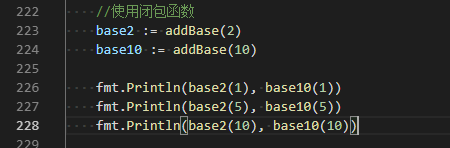 222 //使用闭包函数
223 base2 := addBase(2)
224 base10 := addBase(10)
225
226 fmt.Println(base2(1), base10(1))
227 fmt.Println(base2(5), base10(5))
228 fmt.Println(base2(10), base10(10))